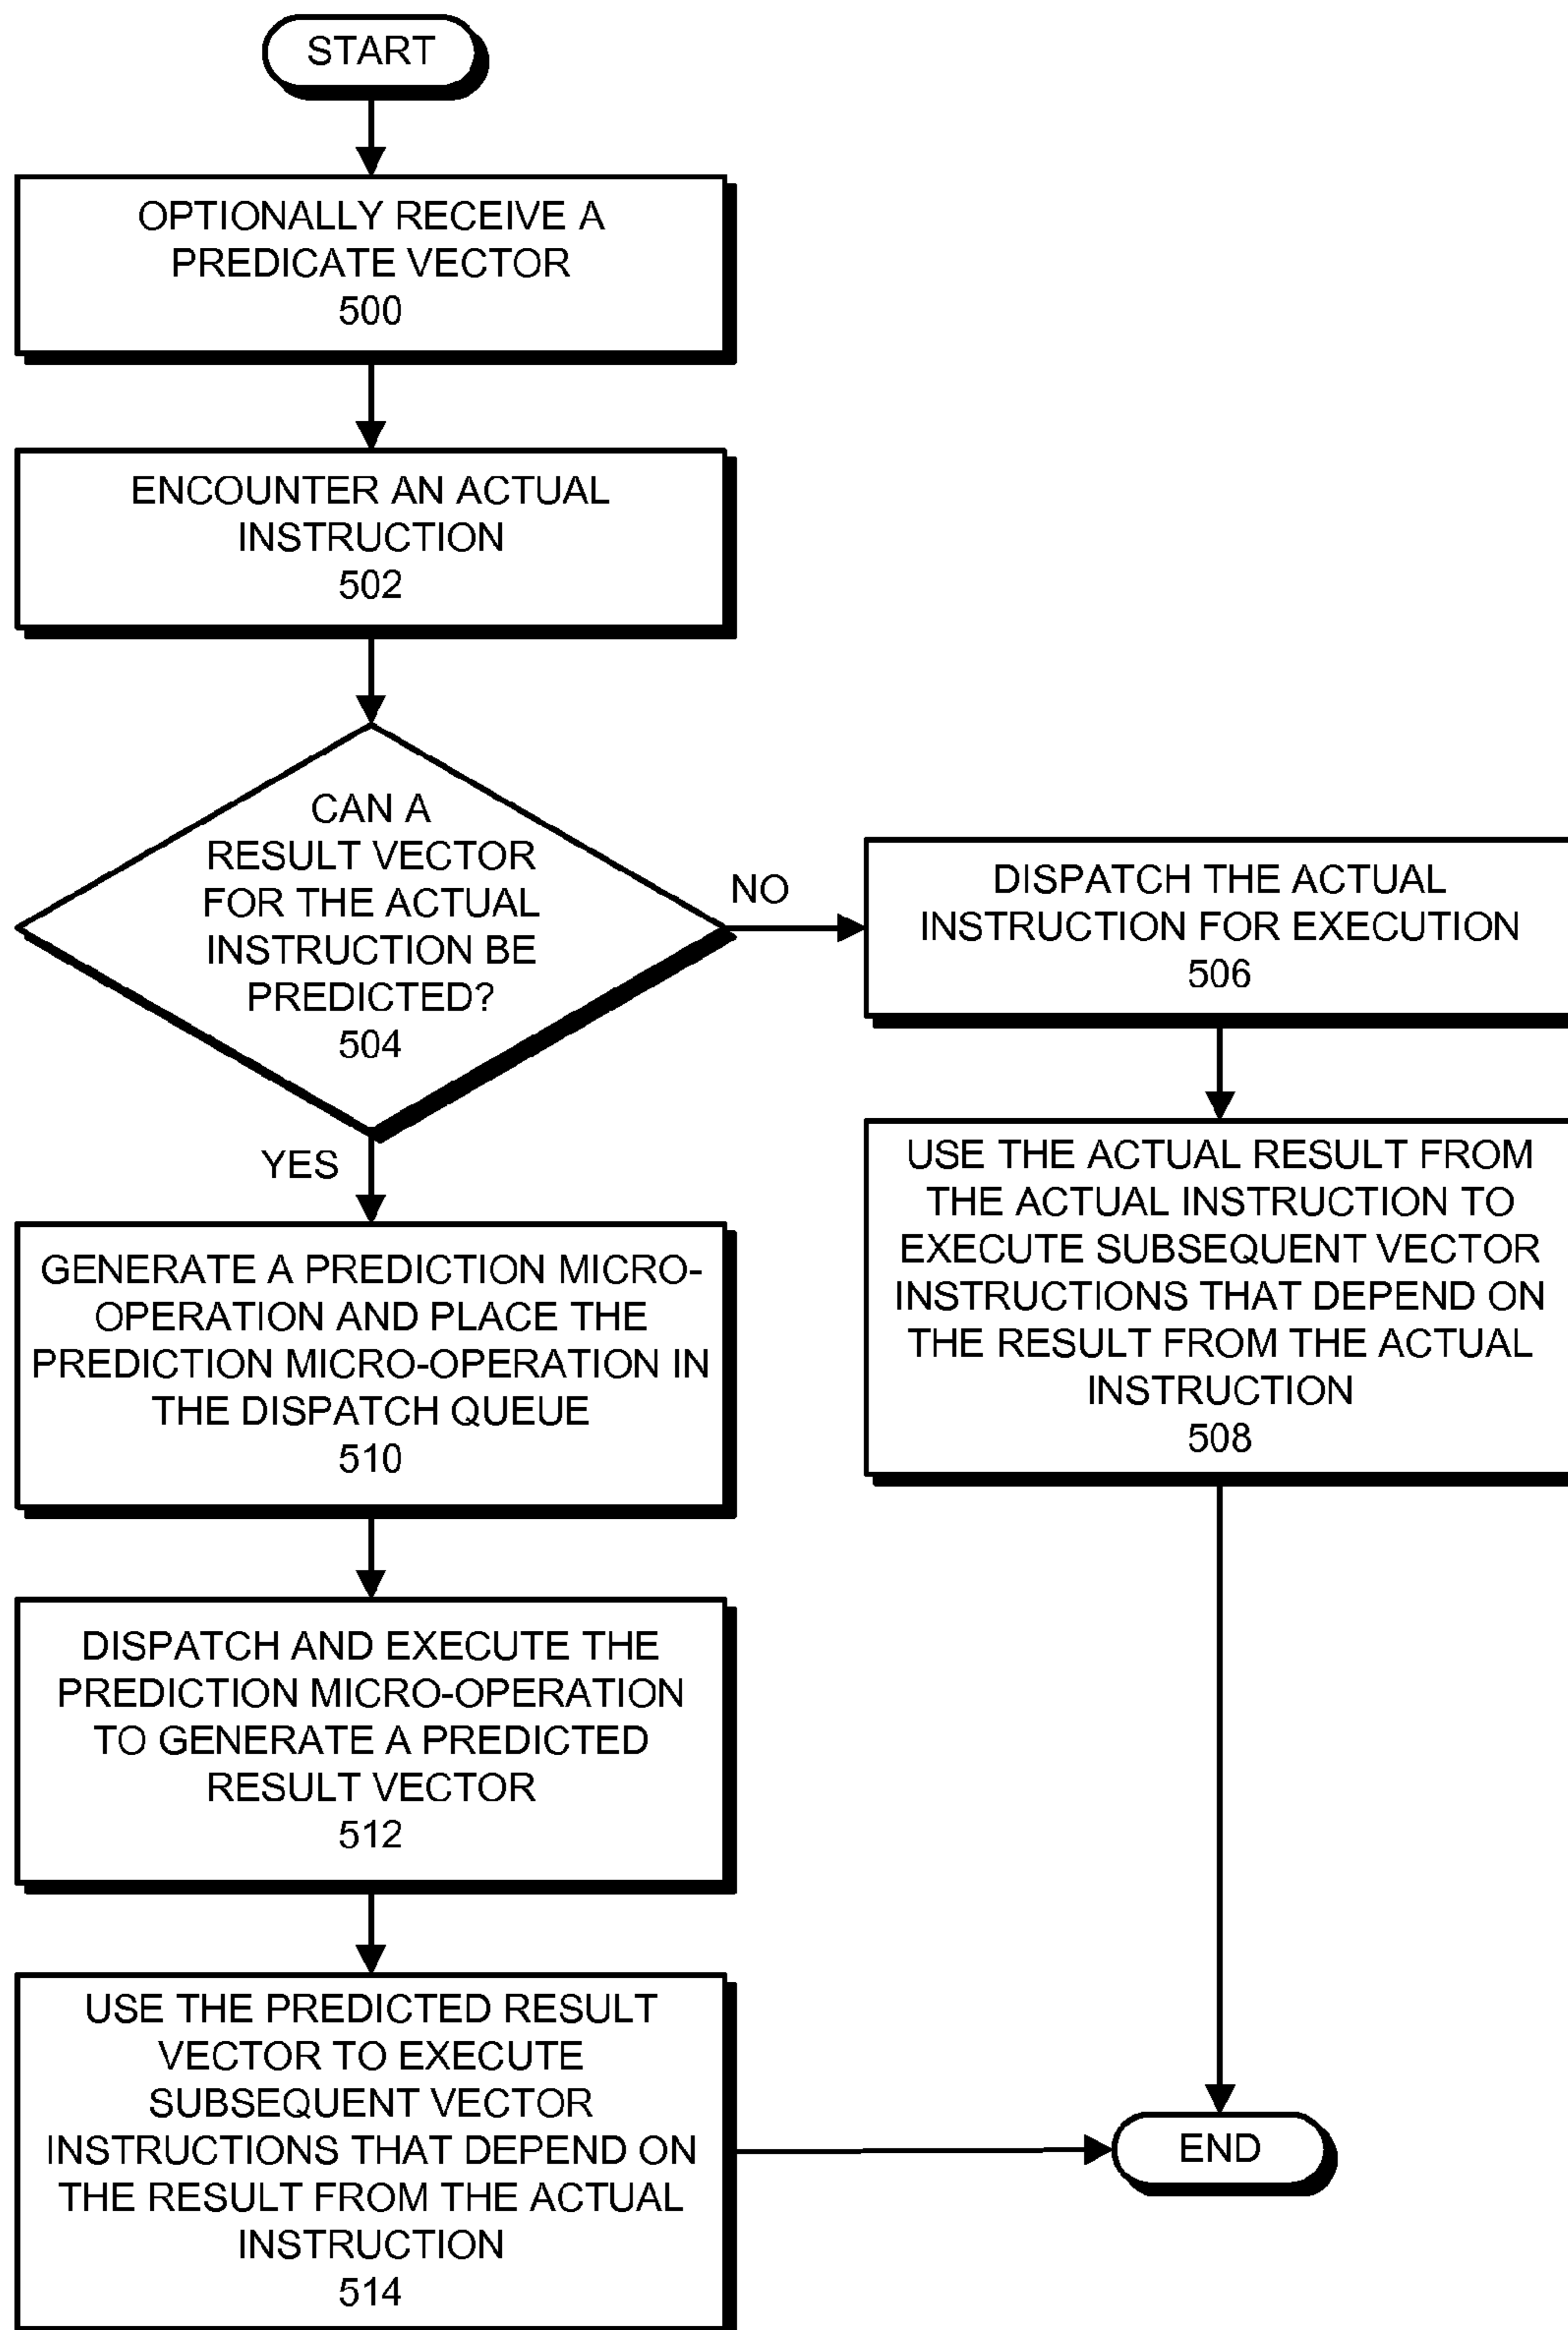 START
OPTIONALLY RECEIVE A
PREDICATE VECTOR
500
ENCOUNTER AN ACTUAL
INSTRUCTION
502
CAN A
RESULT VECTOR
FOR THE ACTUAL
INSTRUCTION BE
PREDICTED?
504
NO
DISPATCH THE ACTUAL
INSTRUCTION FOR EXECUTION
506
USE THE ACTUAL RESULT FROM
THE ACTUAL INSTRUCTION TO
EXECUTE SUBSEQUENT VECTOR
INSTRUCTIONS THAT DEPEND ON
THE RESULT FROM THE ACTUAL
INSTRUCTION
508
YES
GENERATE A PREDICTION MICRO-
OPERATION AND PLACE THE
PREDICTION MICRO-OPERATION IN
THE DISPATCH QUEUE
510
DISPATCH AND EXECUTE THE
PREDICTION MICRO-OPERATION
TO GENERATE A PREDICTED
RESULT VECTOR
512
USE THE PREDICTED RESULT
VECTOR TO EXECUTE
SUBSEQUENT VECTOR
INSTRUCTIONS THAT DEPEND ON
THE RESULT FROM THE ACTUAL
INSTRUCTION
514
END